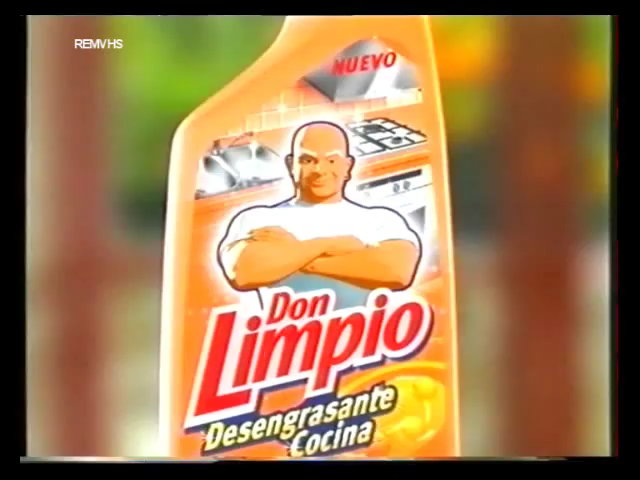 REMVHS
NUEVO
Don
Limpio
Desengrasante
Cocina